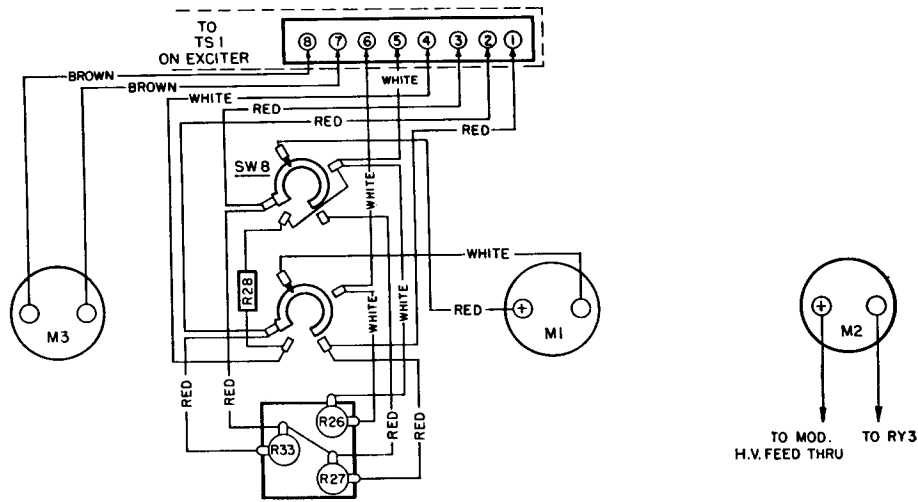 TO
TS 1
ON EXCITER
8 7 6 5 4 3 2 1
BROWN
BROWN
WHITE
WHITE
RED
RED
RED
SW 8
WHITE
R28
WHITE
WHITE
WHITE
M3
RED
+
M1
+
M2
RED
RED
RED
RED
R26
R33
R27
TO MOD.
H.V. FEED THRU
TO RY3